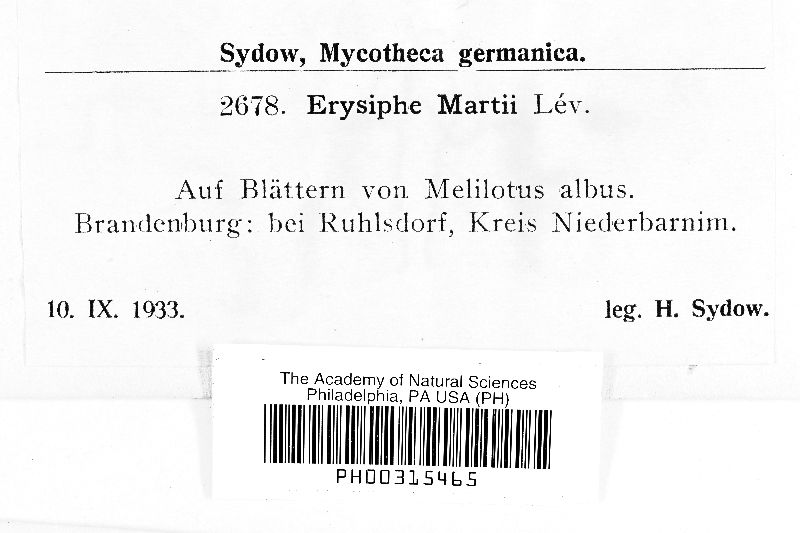 Sydow, Mycotheca germanica.
2678. Erysiphe Martii Lév.
Auf Blättern von Melilotus albus.
Brandenburg: bei Ruhlsdorf, Kreis Niederbarnim.
10. IX. 1933. leg. H. Sydow.
The Academy of Natural Sciences
Philadelphia, PA USA (PH)
PH00315465